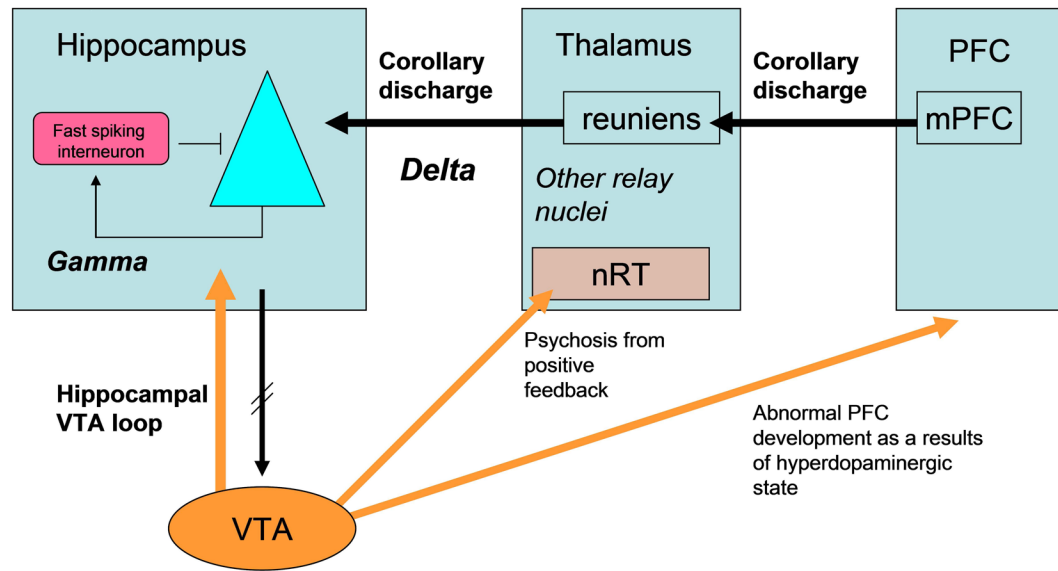 Hippocampus
Fast spiking
interneuron
Gamma
Corollary
discharge
Delta
Thalamus
reuniens
Other relay
nuclei
nRT
Corollary
discharge
PFC
mPFC
Hippocampal
VTA loop
VTA
Psychosis from
positive
feedback
Abnormal PFC
development as a results
of hyperdopaminergic
state